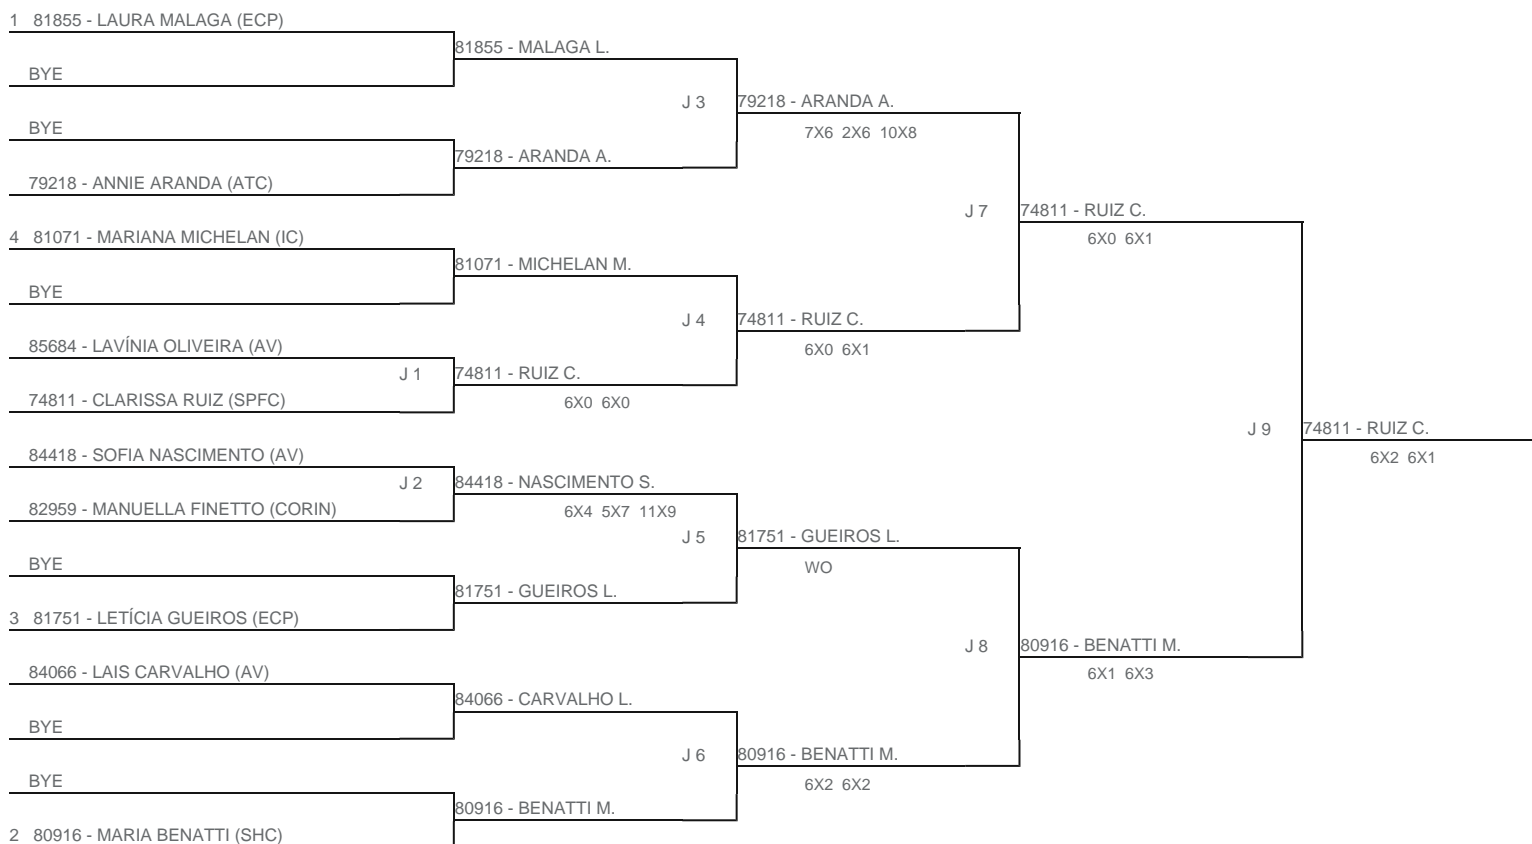 1 81855 - LAURA MALAGA (ECP)
81855 - MALAGA L.
BYE
J 3
79218 - ARANDA A.
7X6 2X6 10X8
BYE
79218 - ARANDA A.
79218 - ANNIE ARANDA (ATC)
J 7
74811 - RUIZ C.
6X0 6X1
4 81071 - MARIANA MICHELAN (IC)
81071 - MICHELAN M.
BYE
J 4
74811 - RUIZ C.
6X0 6X1
85684 - LAVÍNIA OLIVEIRA (AV)
J 1
74811 - RUIZ C.
6X0 6X0
74811 - CLARISSA RUIZ (SPFC)
J 9
74811 - RUIZ C.
6X2 6X1
84418 - SOFIA NASCIMENTO (AV)
J 2
84418 - NASCIMENTO S.
6X4 5X7 11X9
82959 - MANUELLA FINETTO (CORIN)
J 5
81751 - GUEIROS L.
WO
BYE
81751 - GUEIROS L.
3 81751 - LETÍCIA GUEIROS (ECP)
J 8
80916 - BENATTI M.
6X1 6X3
84066 - LAIS CARVALHO (AV)
84066 - CARVALHO L.
BYE
J 6
80916 - BENATTI M.
6X2 6X2
BYE
80916 - BENATTI M.
2 80916 - MARIA BENATTI (SHC)